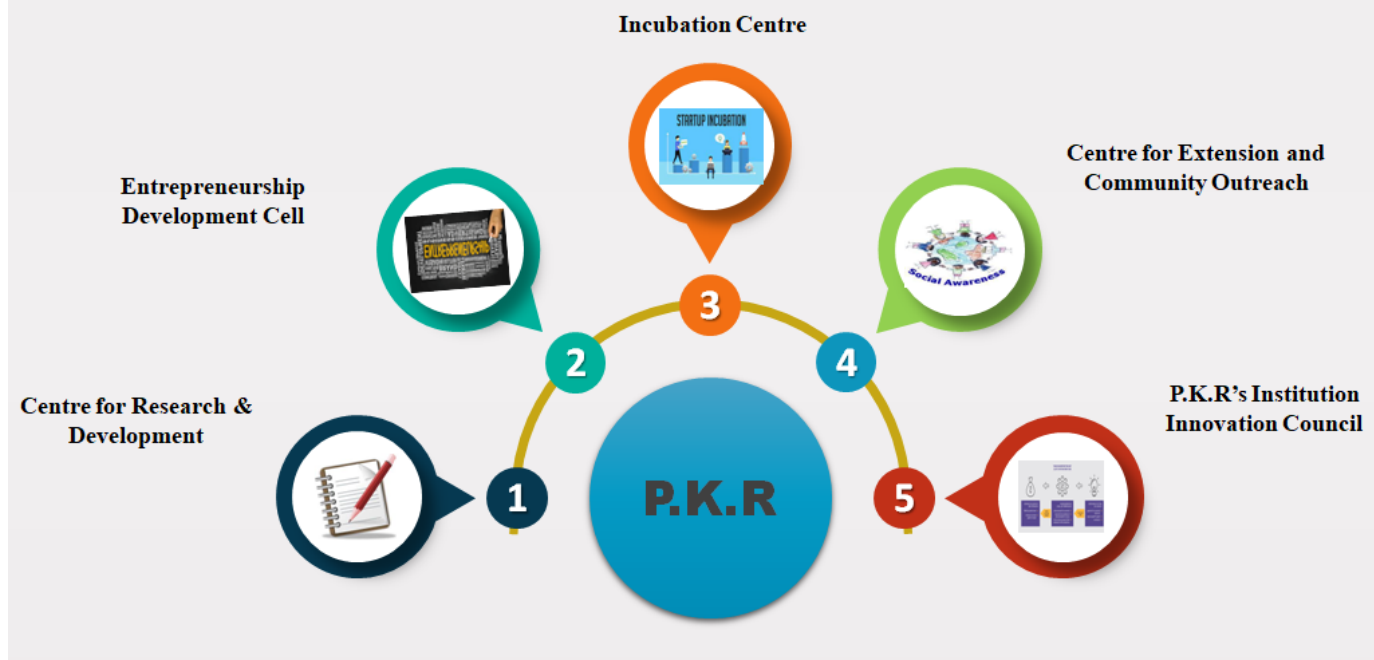 Incubation Centre
STARTUP INCUBATION
Centre for Extension and
Community Outreach
Entrepreneurship
Development Cell
Social Awareness
3
2
4
Centre for Research &
Development
P.K.R’s Institution
Innovation Council
1
P.K.R
5